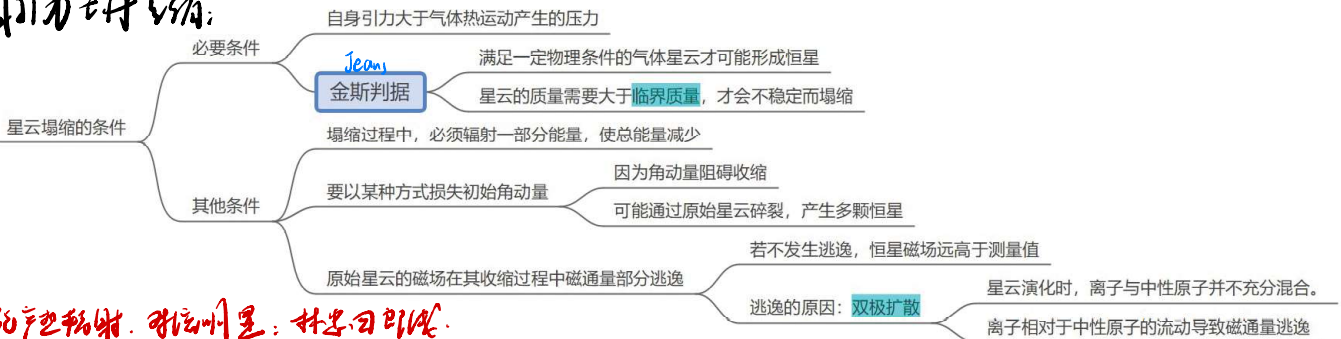 自身引力大于气体热运动产生的压力
必要条件
Jeans
满足一定物理条件的气体星云才可能形成恒星
金斯判据
星云的质量需要大于临界质量，才会不稳定而塌缩
星云塌缩的条件
塌缩过程中，必须辐射一部分能量，使总能量减少
因为角动量阻碍收缩
要以某种方式损失初始角动量
可能通过原始星云碎裂，产生多颗恒星
其他条件
若不发生逃逸，恒星磁场远高于测量值
原始星云的磁场在其收缩过程中磁通量部分逃逸
星云演化时，离子与中性原子并不充分混合。
逃逸的原因：双极扩散
离子相对于中性原子的流动导致磁通量逃逸